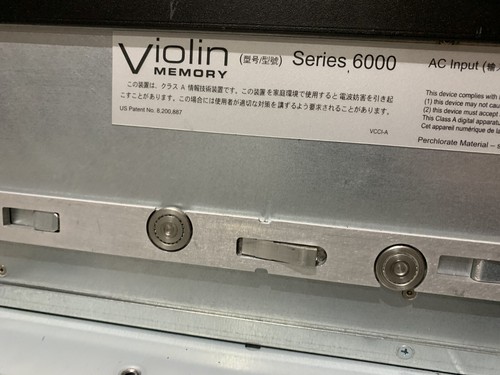 Violin
MEMORY
(型号/型號) Series 6000 AC Input (輸
この装置は、クラス A 情報技術装置です。この装置を家庭環境で使用すると電波妨害を引き起
こすことがあります。この場合には使用者が適切な対策を講ずるよう要求されることがあります。
VCCI-A
US Patent No. 8,200,887
This device complies with
(1) this device may not ca
(2) this device must accept
This Class A digital apparatu
Cet appareil numérique de la
Perchlorate Material – s